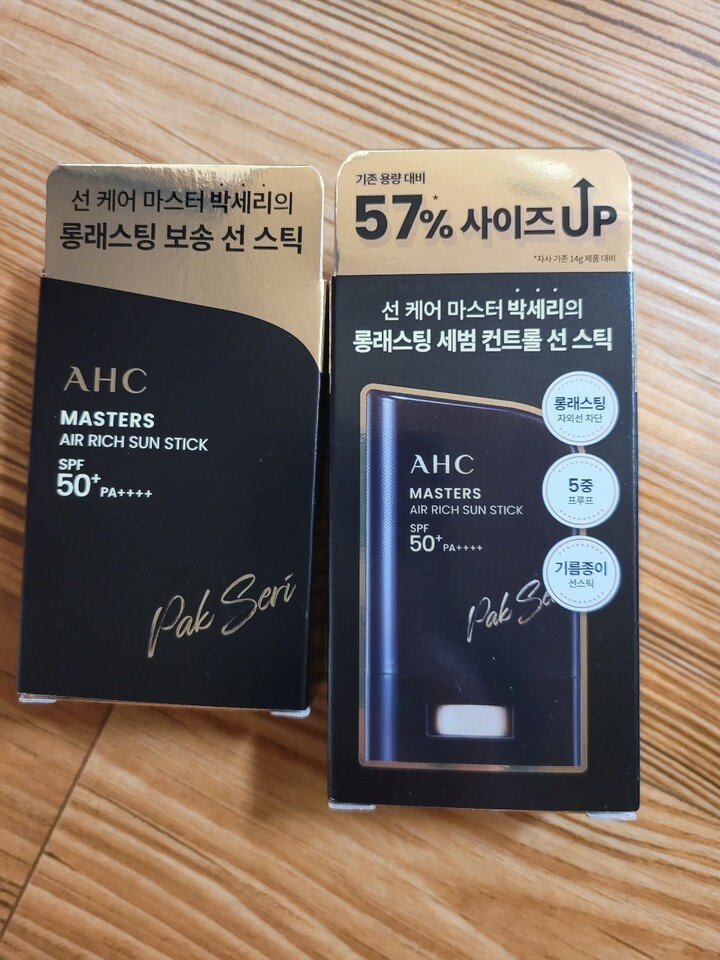 선 케어 마스터 박세리의
롱래스팅 보송 선 스틱
AHC
MASTERS
AIR RICH SUN STICK
SPF
50+ PA++++
Pak Seri
기존 용량 대비
57%* 사이즈 UP
*자사 기존 14g 제품 대비
선 케어 마스터 박세리의
롱래스팅 세범 컨트롤 선 스틱
롱래스팅
자외선 차단
5중
프루프
기름종이
선스틱
AHC
MASTERS
AIR RICH SUN STICK
SPF
50+ PA++++
Pak